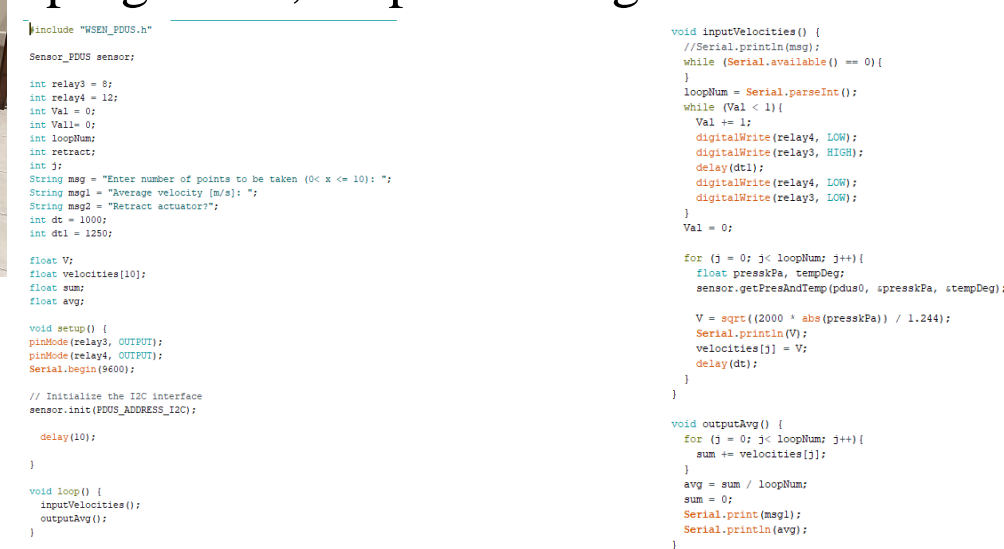 #include "WSEN_PDUS.h"
Sensor_PDUS sensor;
int relay3 = 8;
int relay4 = 12;
int Val = 0;
int Val1= 0;
int loopNum;
int retract;
int j;
String msg = "Enter number of points to be taken (0< x <= 10): ";
String msg1 = "Average velocity [m/s]: ";
String msg2 = "Retract actuator?";
int dt = 1000;
int dt1 = 1250;
float V;
float velocities[10];
float sum;
float avg;
void setup() {
pinMode(relay3, OUTPUT);
pinMode(relay4, OUTPUT);
Serial.begin(9600);
// Initialize the I2C interface
sensor.init(PDUS_ADDRESS_I2C);
delay(10);
}
void loop() {
inputVelocities();
outputAvg();
}
void inputVelocities() {
//Serial.println(msg);
while (Serial.available() == 0){
}
loopNum = Serial.parseInt();
while (Val < 1){
Val += 1;
digitalWrite(relay4, LOW);
digitalWrite(relay3, HIGH);
delay(dt1);
digitalWrite(relay4, LOW);
digitalWrite(relay3, LOW);
}
Val = 0;
for (j = 0; j< loopNum; j++){
float presskPa, tempDeg;
sensor.getPresAndTemp(pdus0, &presskPa, &tempDeg);
V = sqrt((2000 * abs(presskPa)) / 1.244);
Serial.println(V);
velocities[j] = V;
delay(dt);
}
}
void outputAvg() {
for (j = 0; j< loopNum; j++){
sum += velocities[j];
}
avg = sum / loopNum;
sum = 0;
Serial.print(msg1);
Serial.println(avg);
}